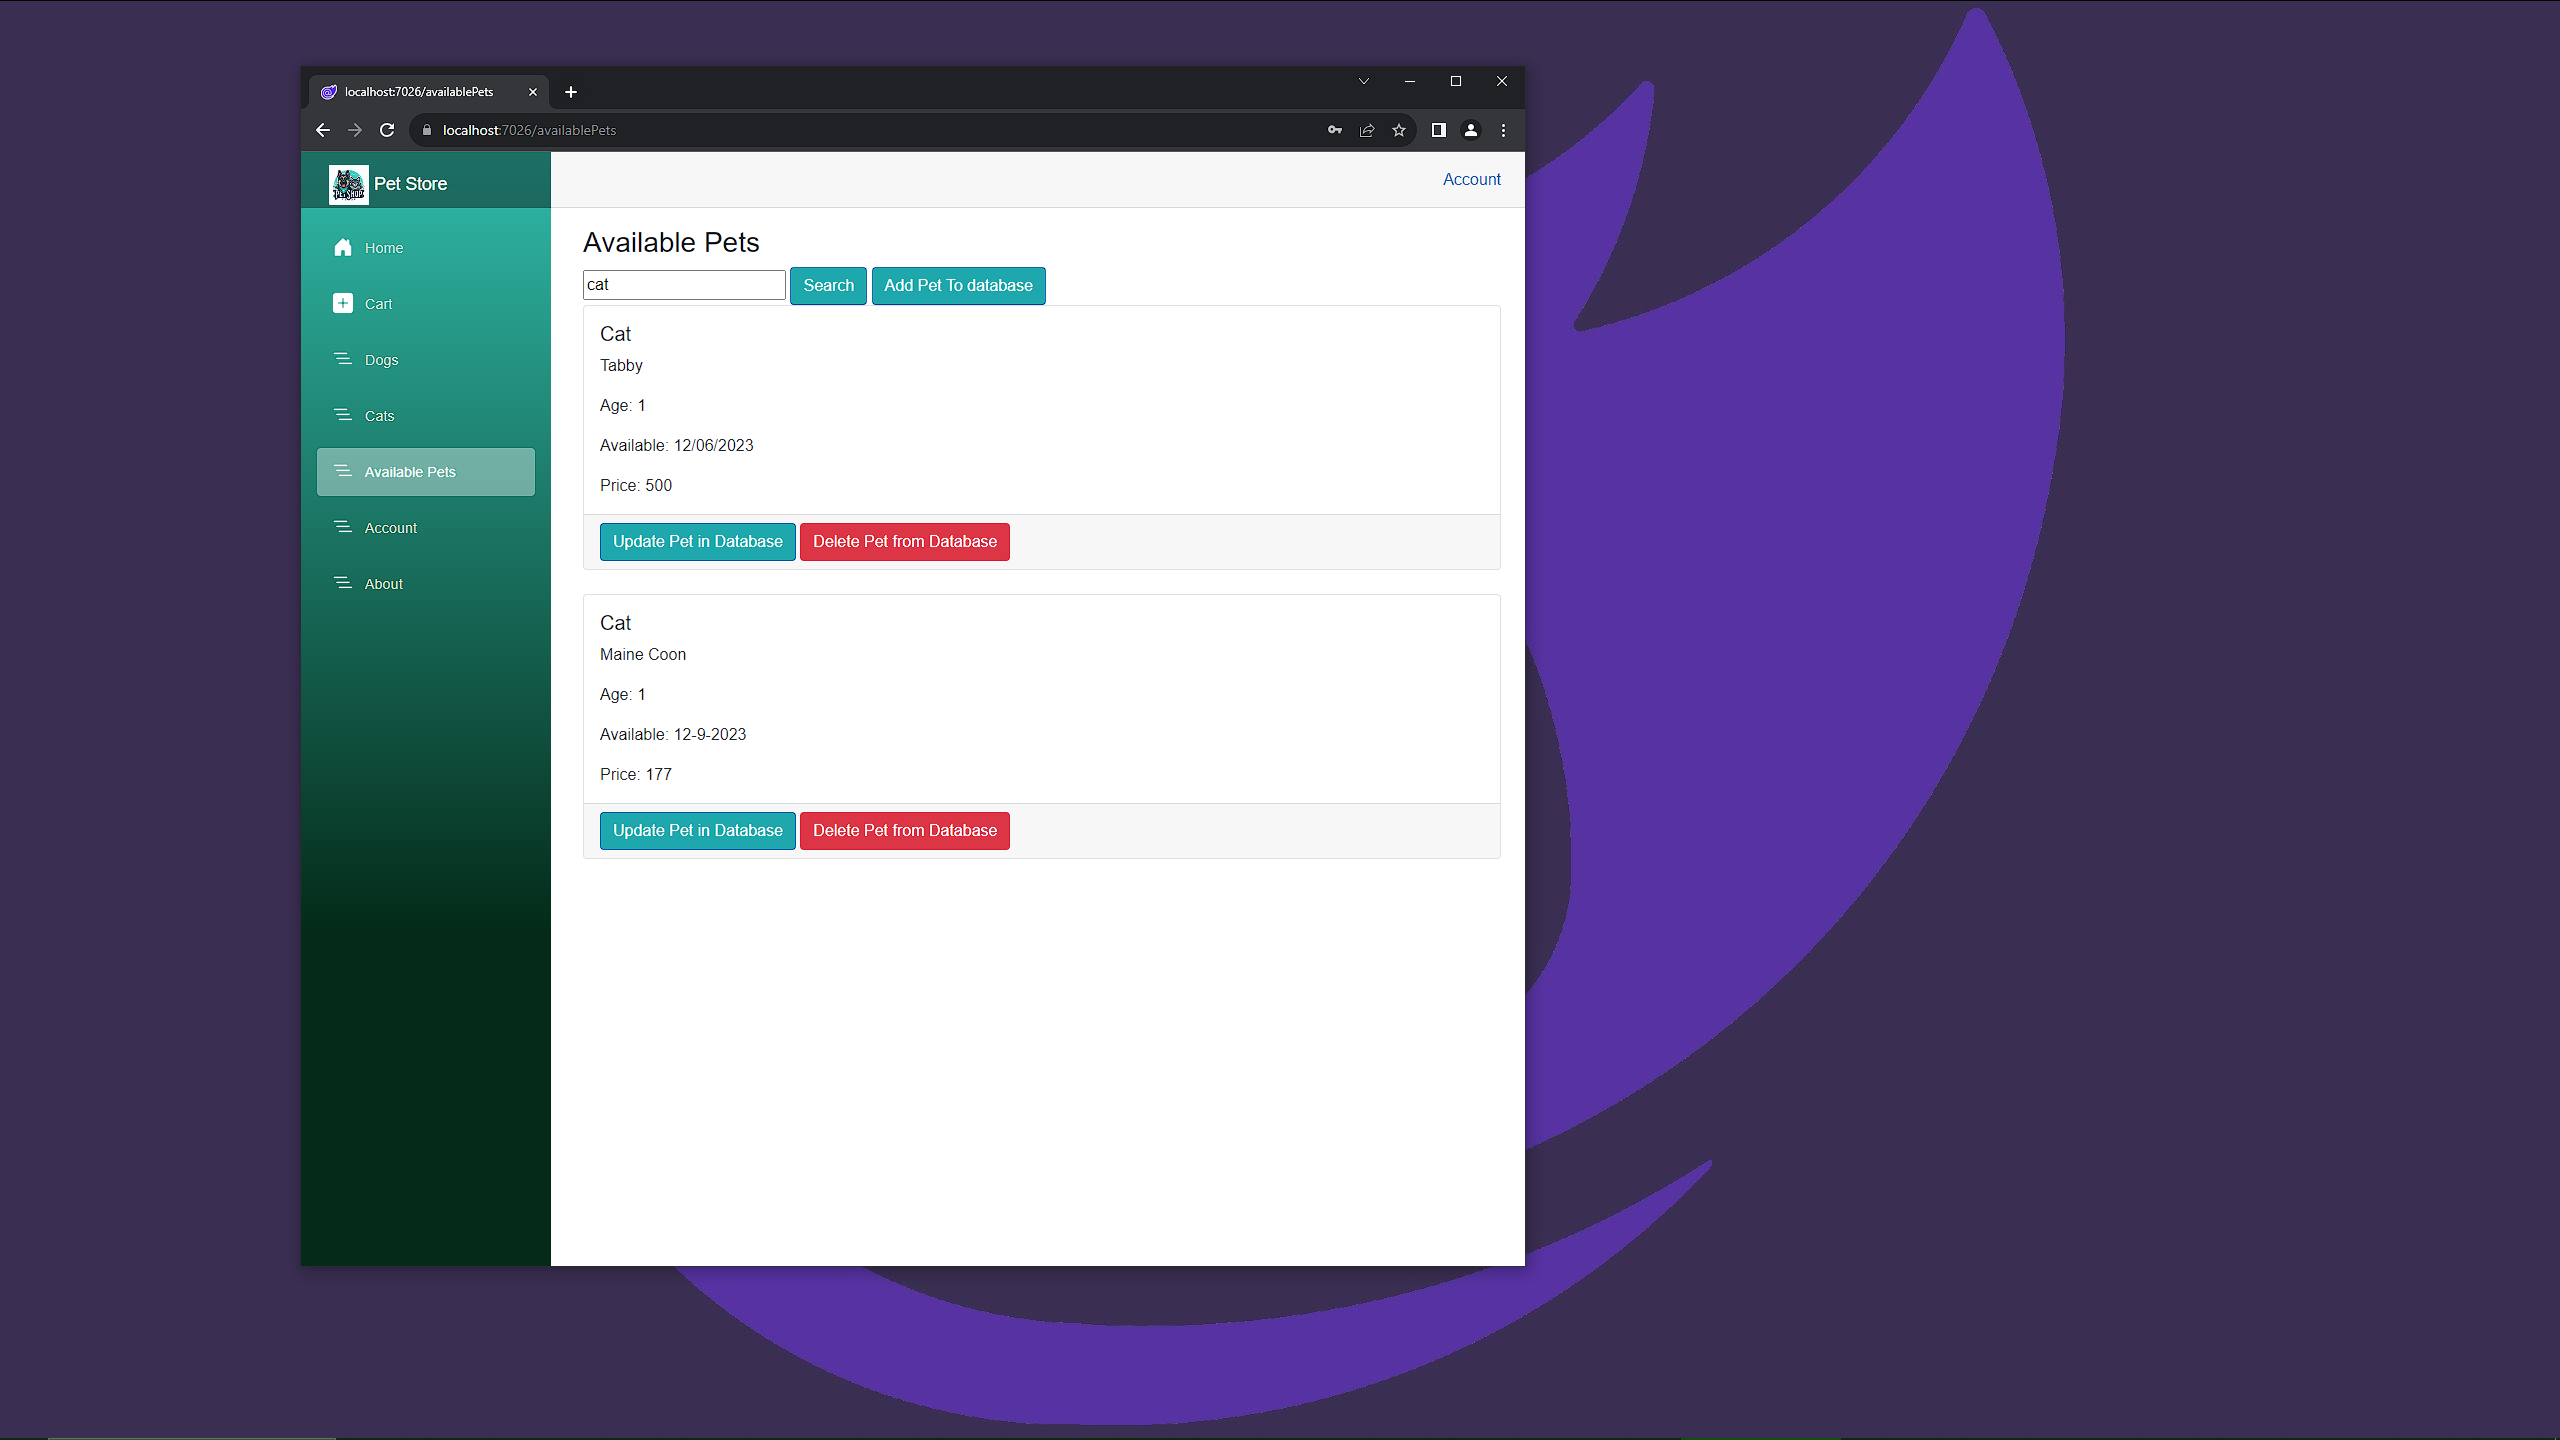 localhost:7026/availablePets
localhost:7026/availablePets
PETSHOP
Pet Store
Account
Home
Cart
Dogs
Cats
Available Pets
Account
About
Available Pets
cat Search Add Pet To database
Cat
Tabby
Age: 1
Available: 12/06/2023
Price: 500
Update Pet in Database Delete Pet from Database
Cat
Maine Coon
Age: 1
Available: 12-9-2023
Price: 177
Update Pet in Database Delete Pet from Database